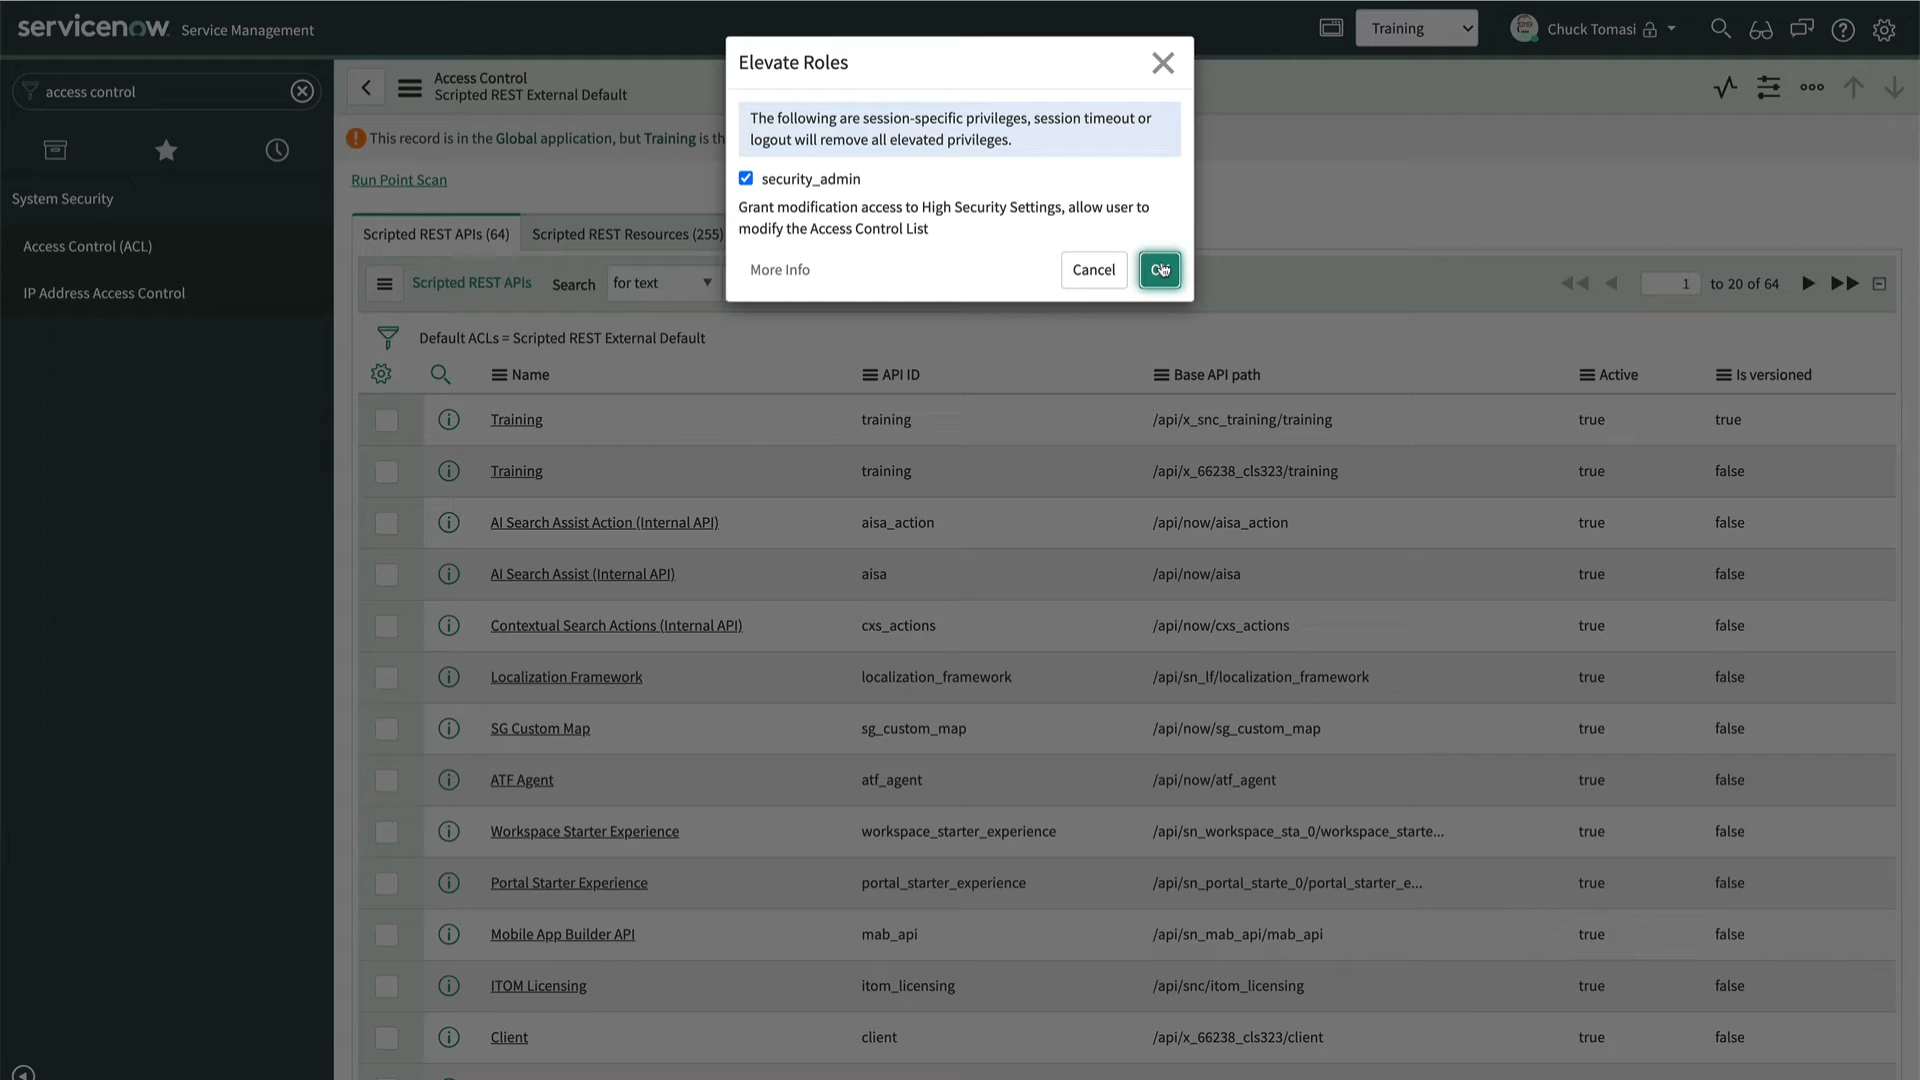 servicenow. Service Management
Training
Chuck Tomasi
access control
System Security
Access Control (ACL)
IP Address Access Control
Access Control
Scripted REST External Default
This record is in the Global application, but Training is th
Run Point Scan
Scripted REST APIs (64)
Scripted REST Resources (255)
Elevate Roles
The following are session-specific privileges, session timeout or
logout will remove all elevated privileges.
security_admin
Grant modification access to High Security Settings, allow user to
modify the Access Control List
More Info
Cancel
Scripted REST APIs Search for text
1 to 20 of 64
Default ACLs = Scripted REST External Default
Name API ID Base API path Active Is versioned
Training training /api/x_snc_training/training true true
Training training /api/x_66238_cls323/training true false
AI Search Assist Action (Internal API) aisa_action /api/now/aisa_action true false
AI Search Assist (Internal API) aisa /api/now/aisa true false
Contextual Search Actions (Internal API) cxs_actions /api/now/cxs_actions true false
Localization Framework localization_framework /api/sn_lf/localization_framework true false
SG Custom Map sg_custom_map /api/now/sg_custom_map true false
ATF Agent atf_agent /api/now/atf_agent true false
Workspace Starter Experience workspace_starter_experience /api/sn_workspace_sta_0/workspace_starte... true false
Portal Starter Experience portal_starter_experience /api/sn_portal_starte_0/portal_starter_e... true false
Mobile App Builder API mab_api /api/sn_mab_api/mab_api true false
ITOM Licensing itom_licensing /api/snc/itom_licensing true false
Client client /api/x_66238_cls323/client true false